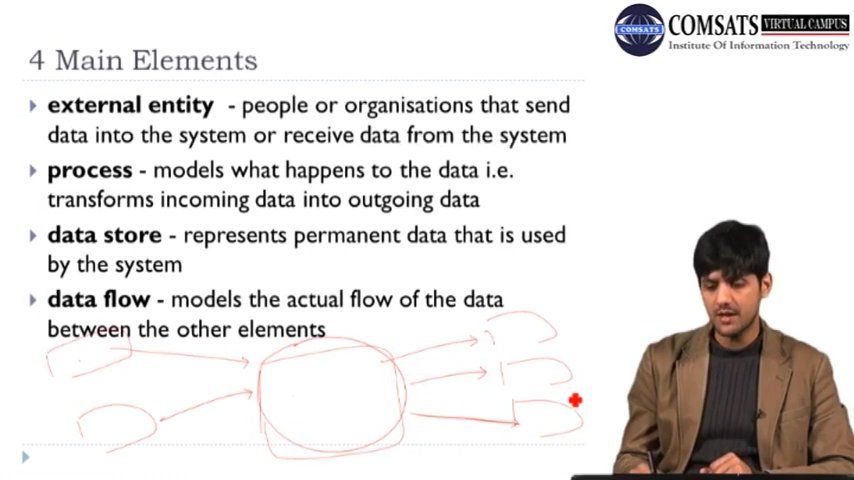 COMSATS VIRTUAL CAMPUS
COMSATS
Institute Of Information Technology
4 Main Elements
external entity - people or organisations that send
data into the system or receive data from the system
process - models what happens to the data i.e.
transforms incoming data into outgoing data
data store - represents permanent data that is used
by the system
data flow - models the actual flow of the data
between the other elements